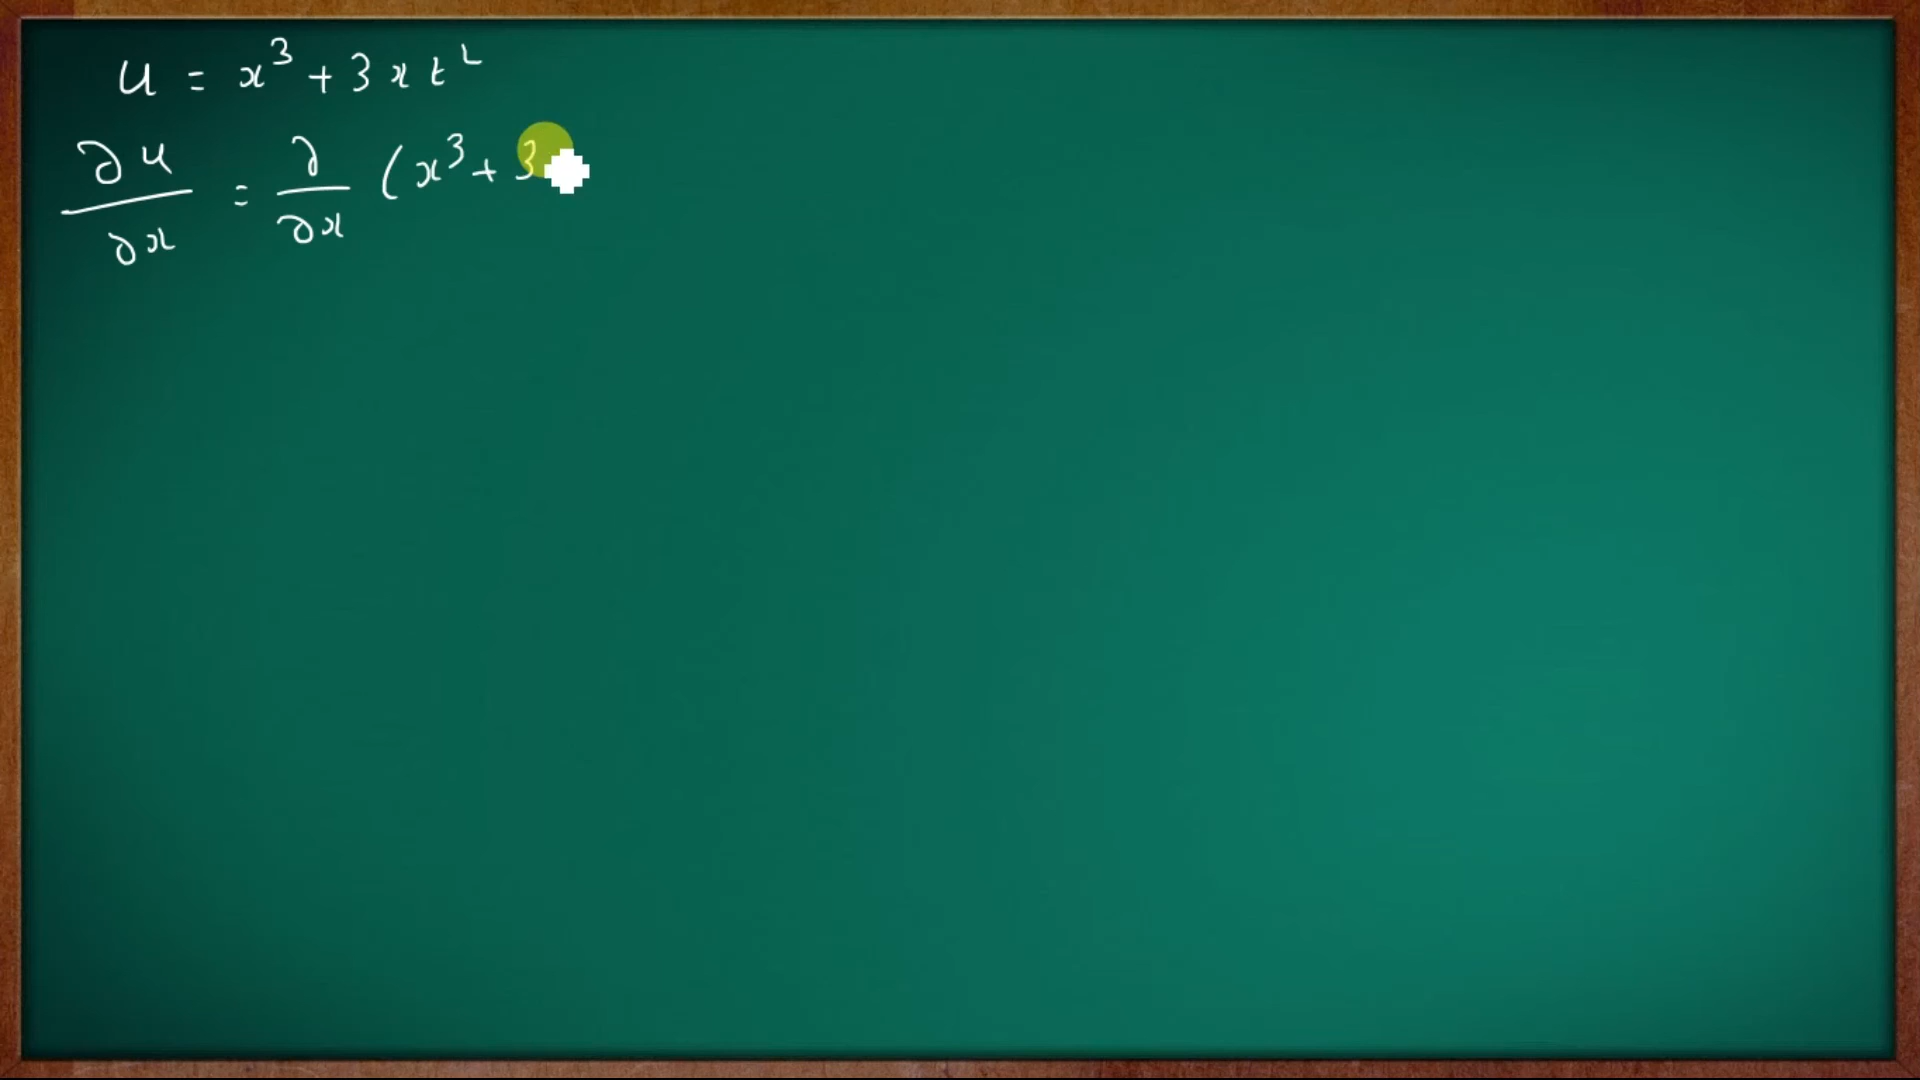 u = x³ + 3xt²
∂u/∂x = ∂/∂x (x³ + 3